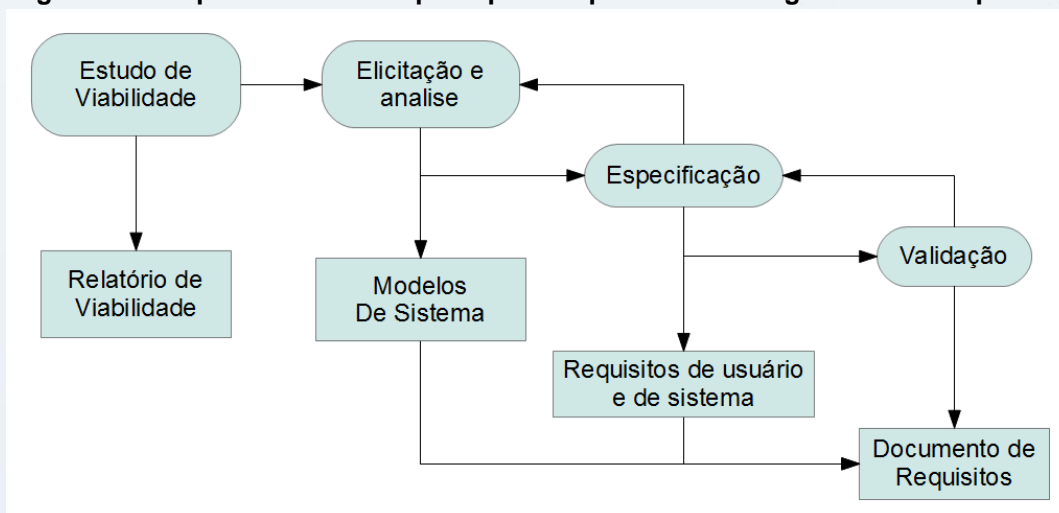 Estudo de
Viabilidade
Elicitação e
analise
Especificação
Validação
Relatório de
Viabilidade
Modelos
De Sistema
Requisitos de usuário
e de sistema
Documento de
Requisitos